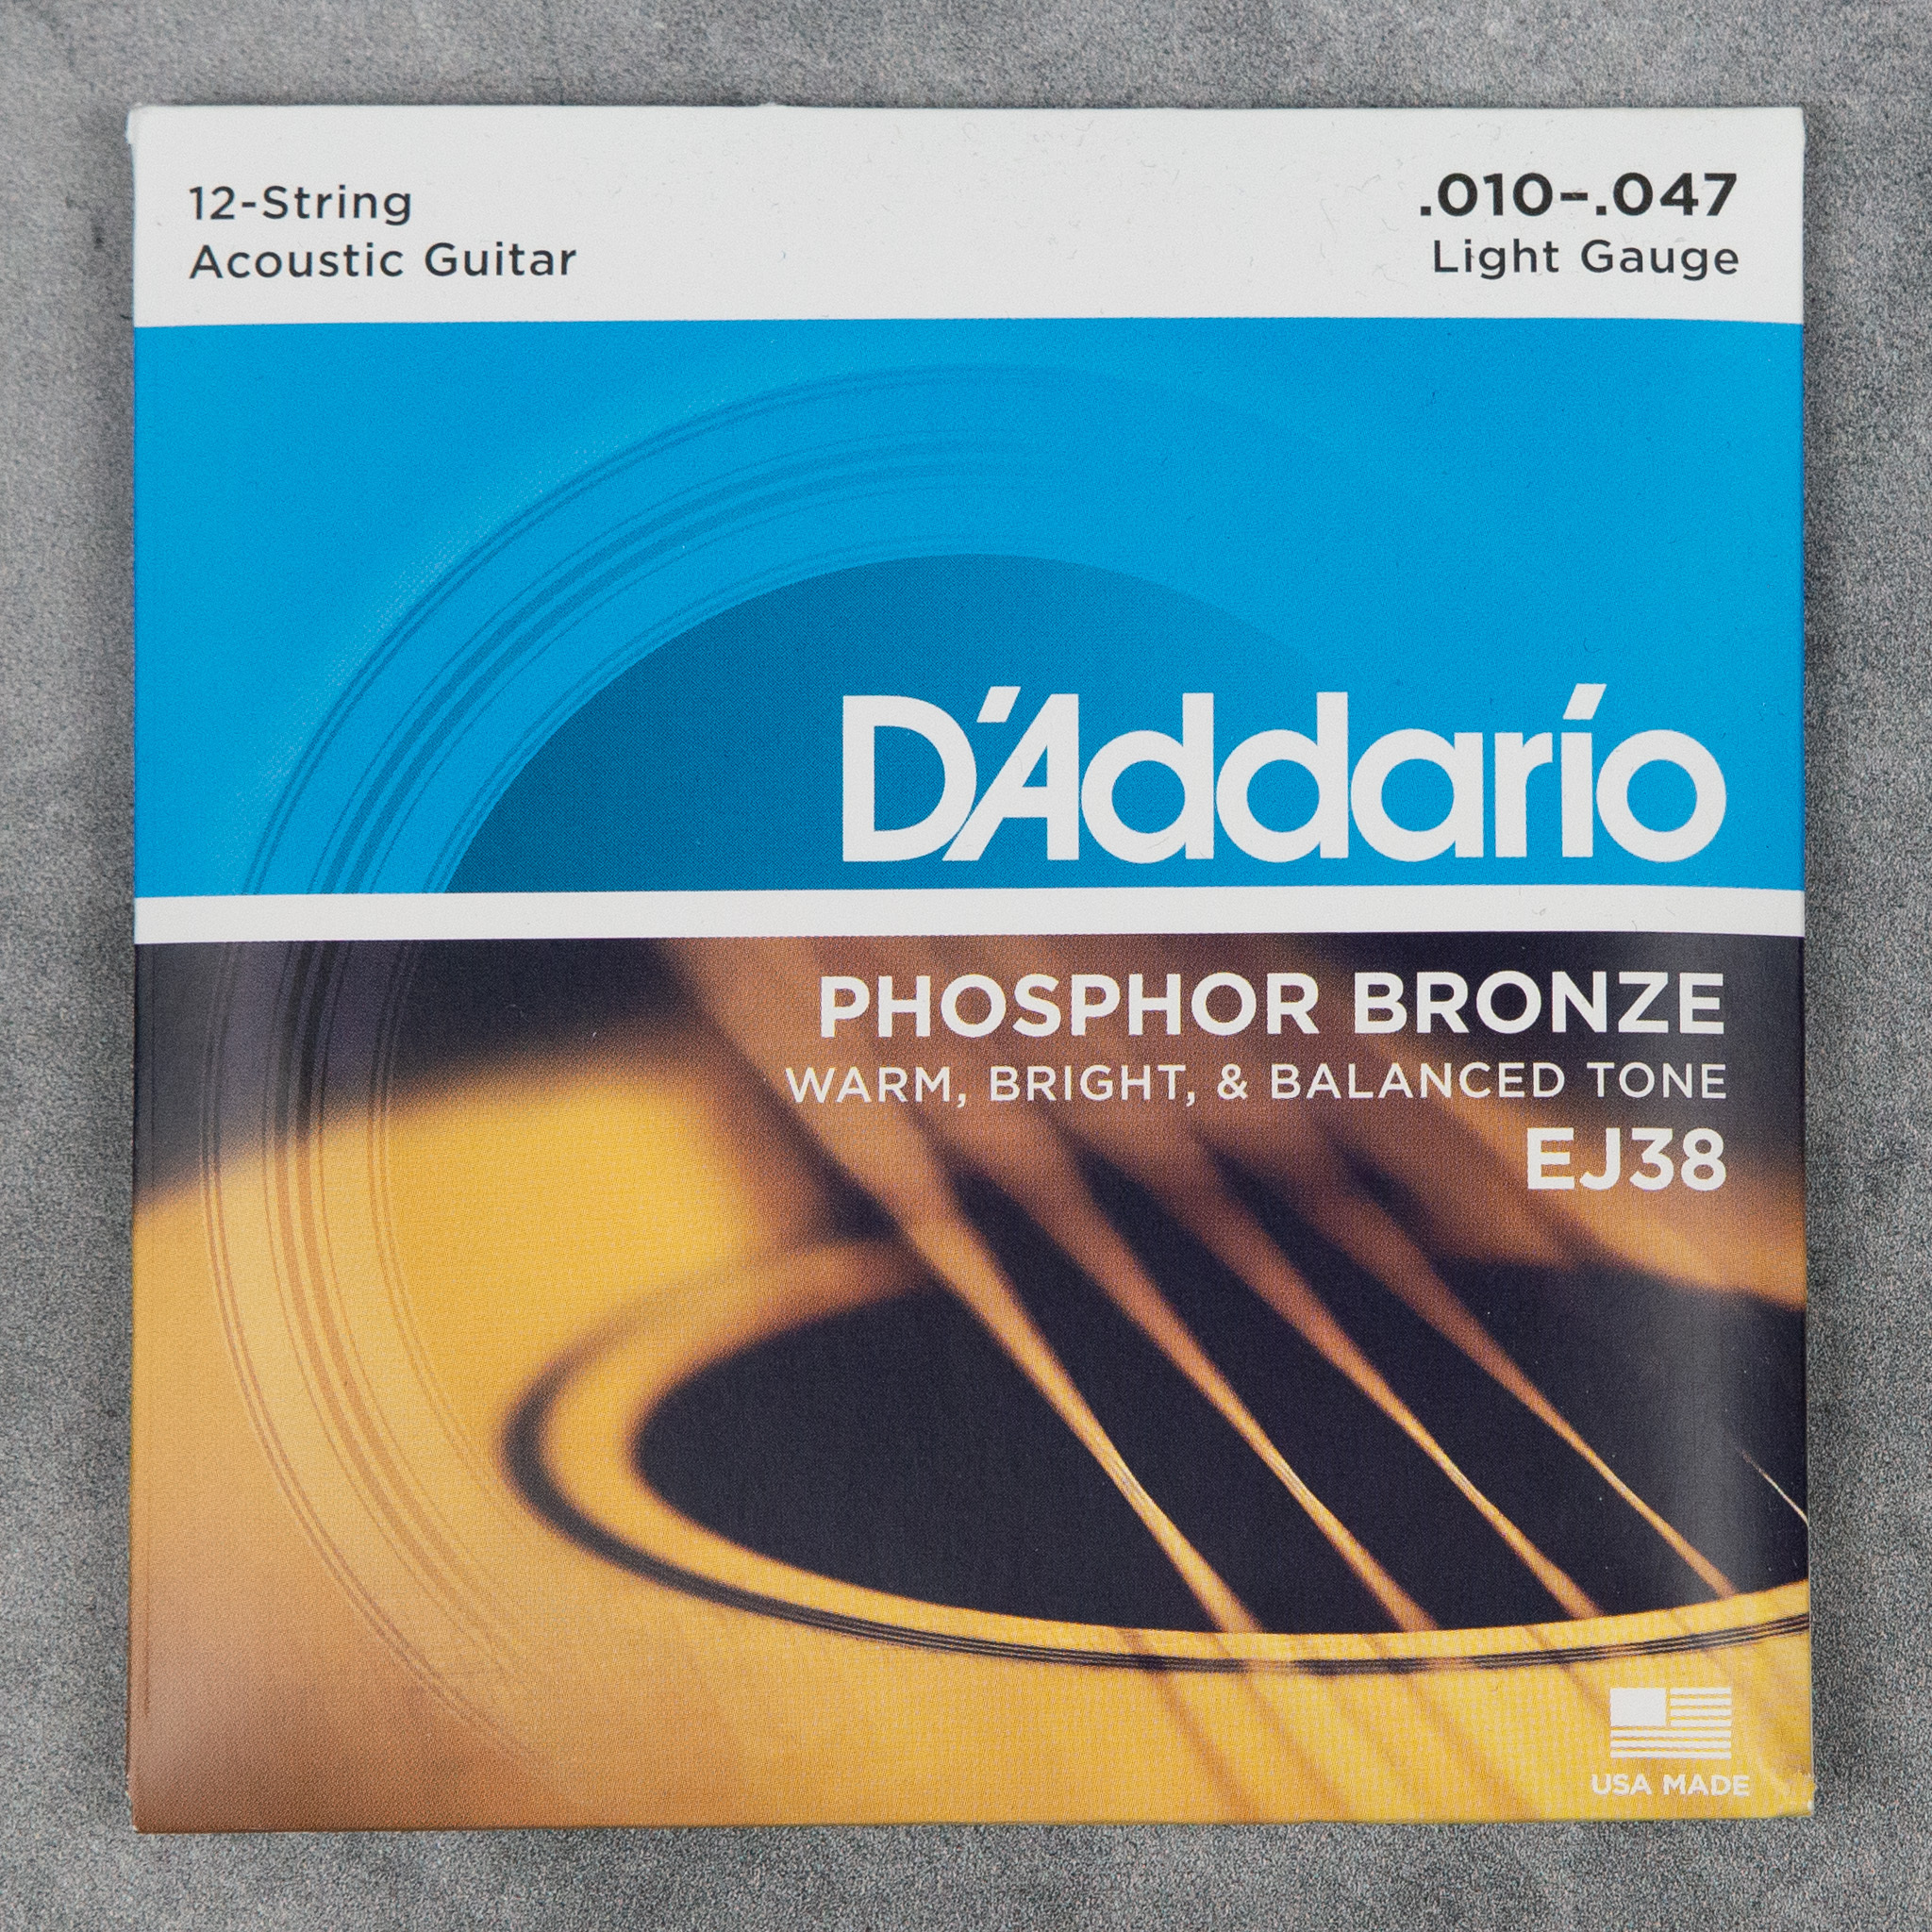 12-String
Acoustic Guitar
.010–.047
Light Gauge
D'Addario
PHOSPHOR BRONZE
WARM, BRIGHT, & BALANCED TONE
EJ38
USA MADE